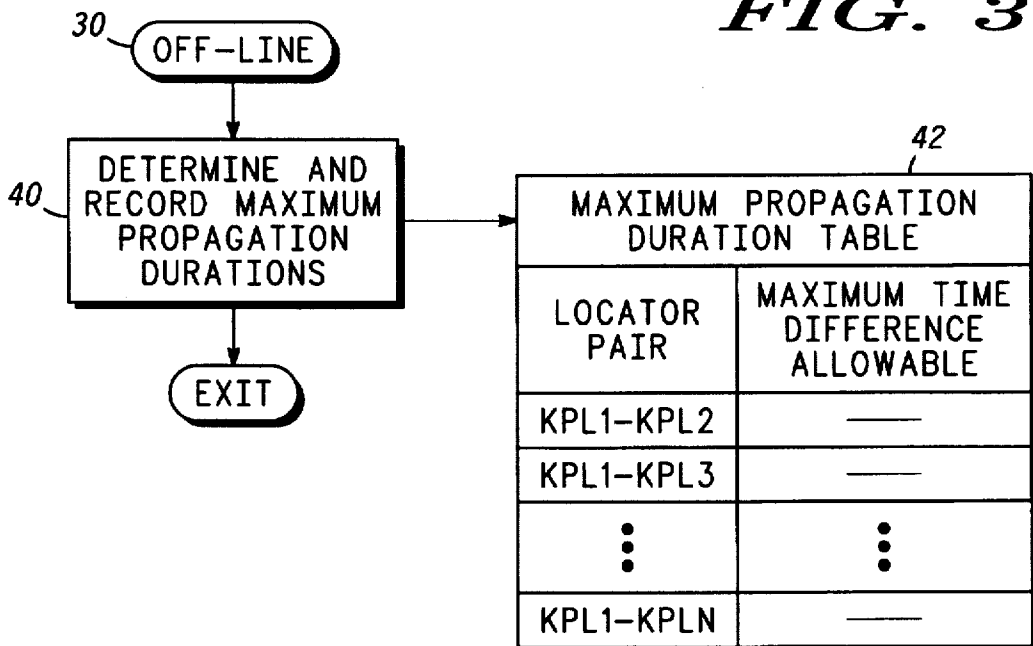 FIG. 3
30
OFF-LINE
40
DETERMINE AND
RECORD MAXIMUM
PROPAGATION
DURATIONS
EXIT
42
MAXIMUM PROPAGATION
DURATION TABLE
LOCATOR
PAIR
MAXIMUM TIME
DIFFERENCE
ALLOWABLE
KPL1-KPL2
KPL1-KPL3
KPL1-KPLN